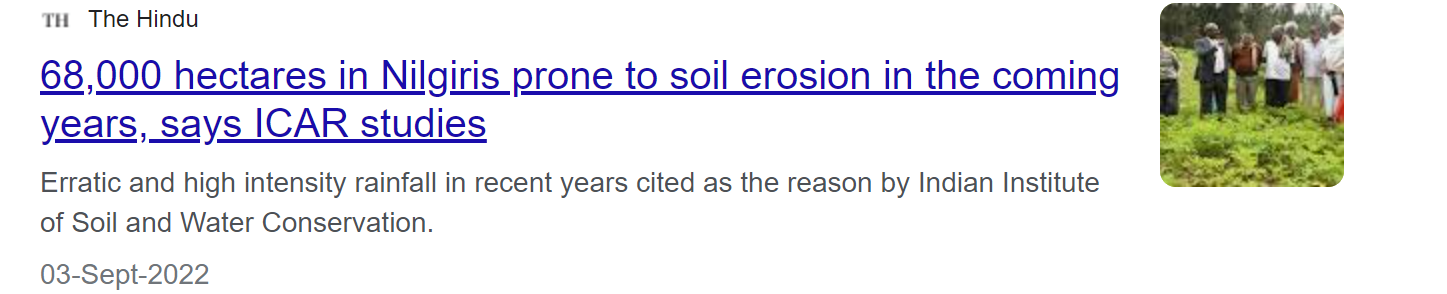 TH The Hindu
68,000 hectares in Nilgiris prone to soil erosion in the coming
years, says ICAR studies
Erratic and high intensity rainfall in recent years cited as the reason by Indian Institute
of Soil and Water Conservation.
03-Sept-2022